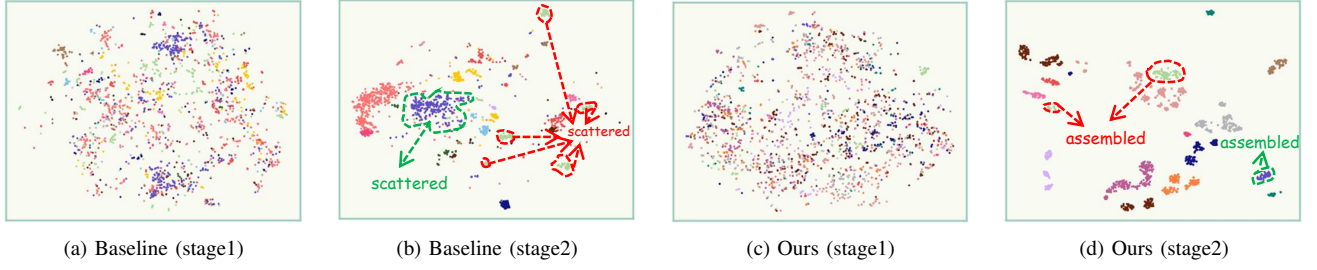 scattered
scattered
assembled
assembled
(a) Baseline (stage1)
(b) Baseline (stage2)
(c) Ours (stage1)
(d) Ours (stage2)